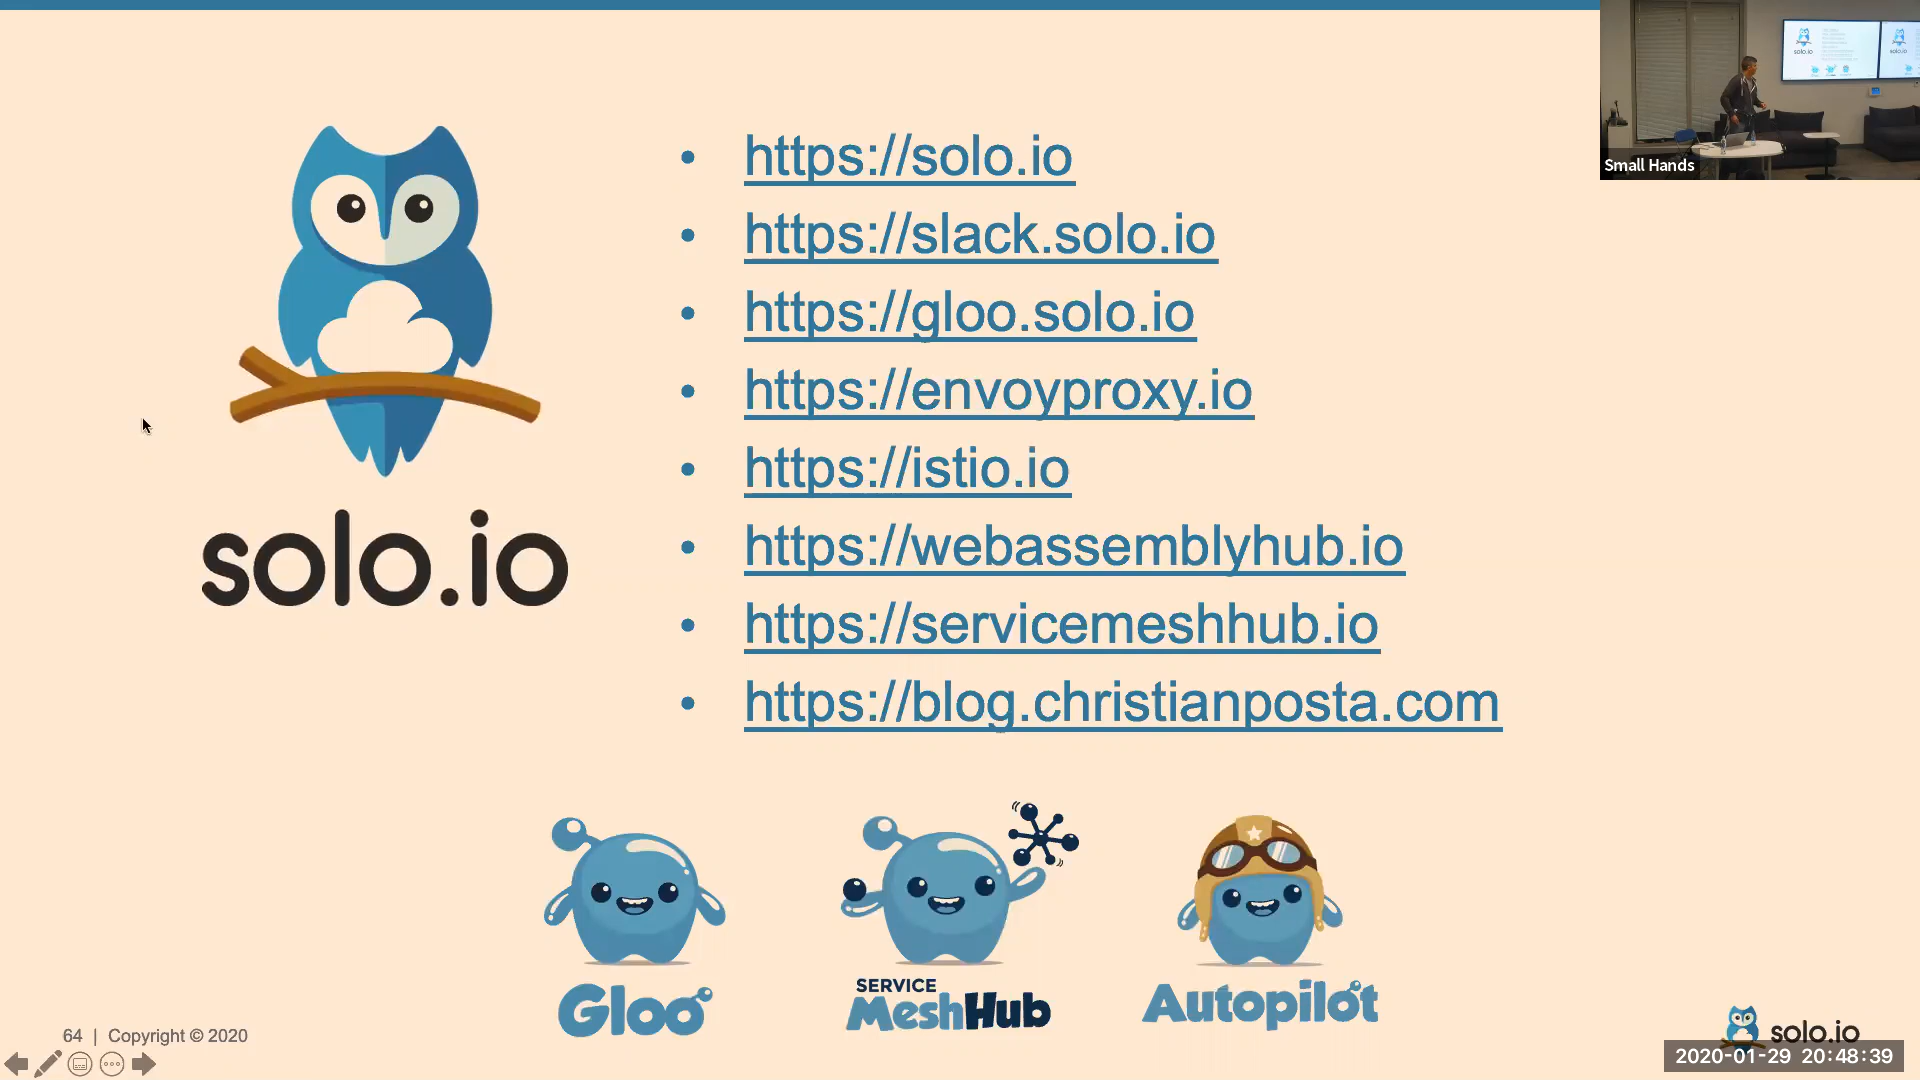 https://solo.io
https://slack.solo.io
https://gloo.solo.io
https://envoyproxy.io
https://istio.io
https://webassemblyhub.io
https://servicemeshhub.io
https://blog.christianposta.com
solo.io
Small Hands
Gloo
SERVICE
MeshHub
Autopilot
64 | Copyright © 2020
solo.io
2020-01-29 20:48:39